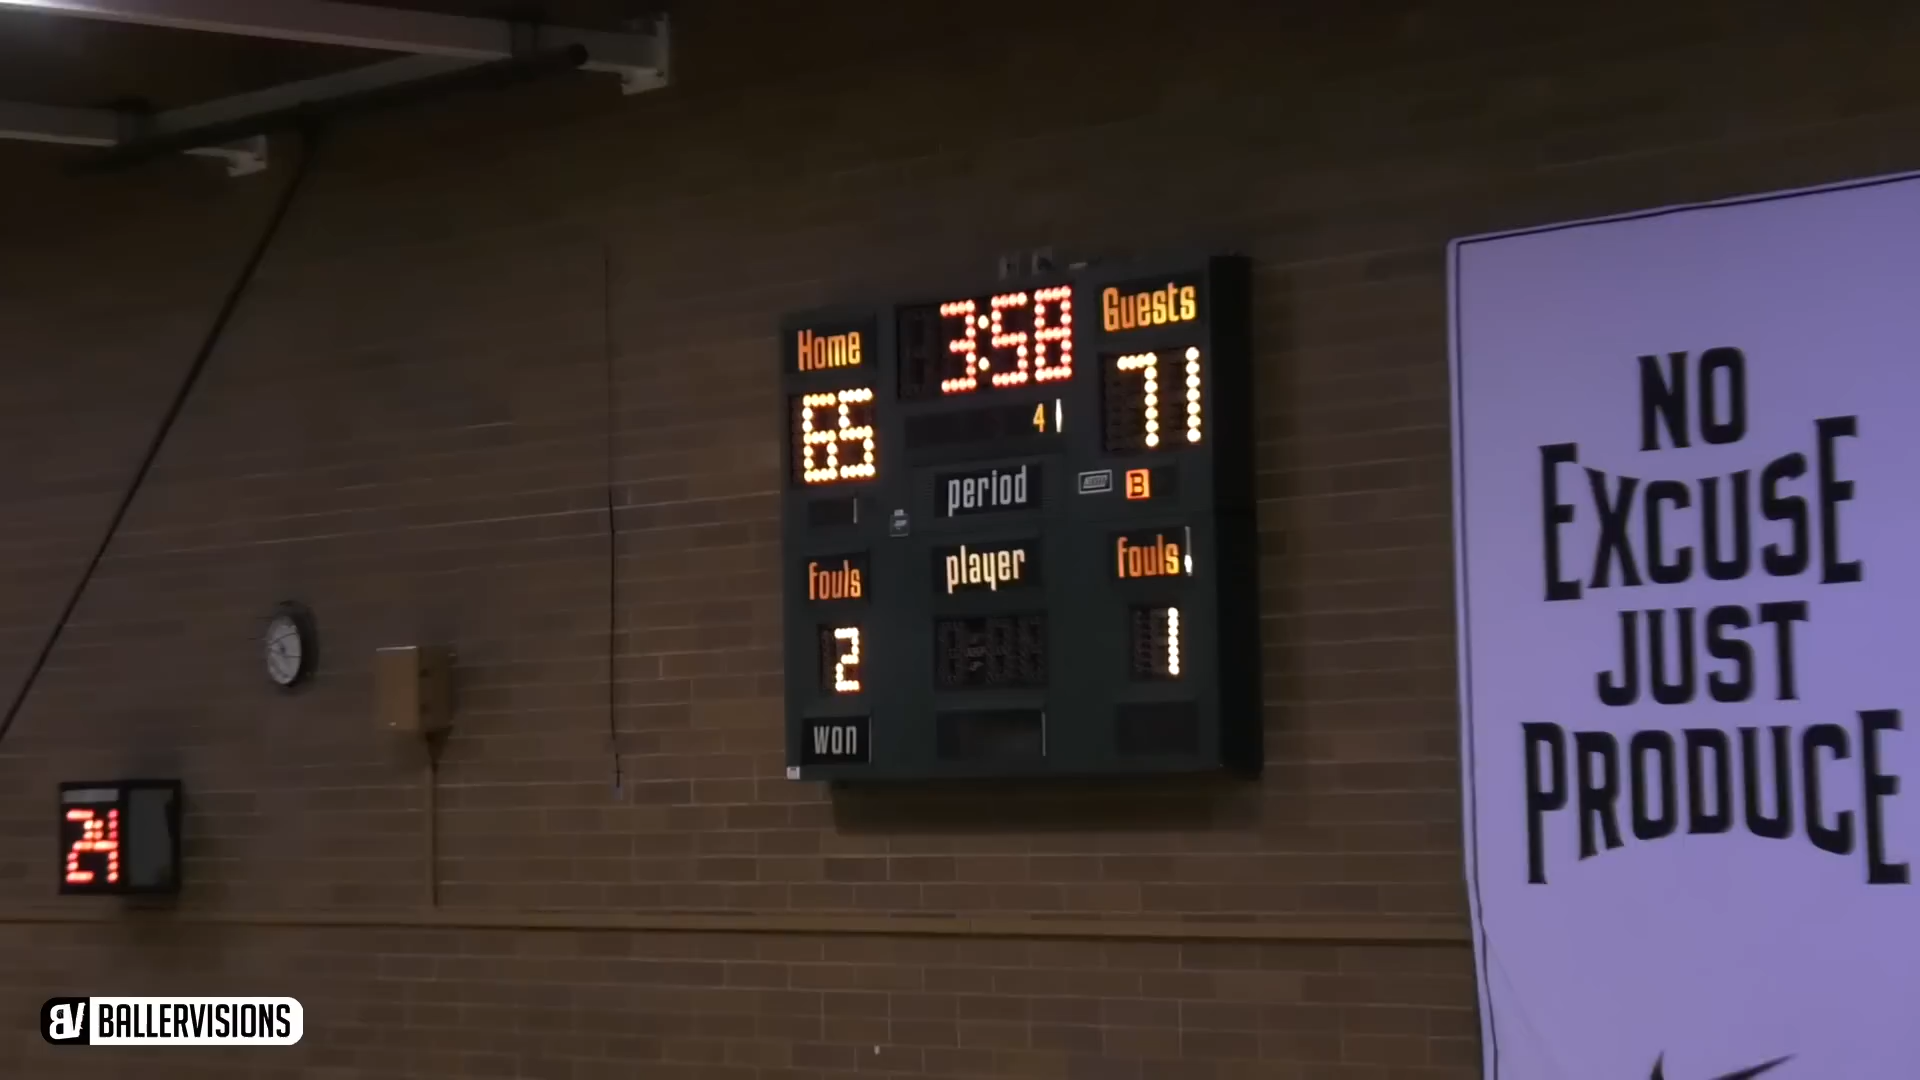 Home
3:58
Guests
65
4
71
period
B
fouls
player
fouls
2
1
won
24
NO
EXCUSE
JUST
PRODUCE
BV BALLERVISIONS